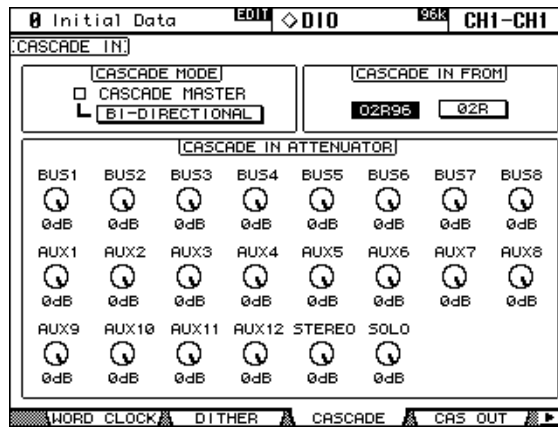 0 Initial Data EDIT ◇DIO 96k CH1-CH1
CASCADE IN
CASCADE MODE
CASCADE MASTER
BI-DIRECTIONAL
CASCADE IN FROM
02R96 02R
CASCADE IN ATTENUATOR
BUS1 BUS2 BUS3 BUS4 BUS5 BUS6 BUS7 BUS8
0dB 0dB 0dB 0dB 0dB 0dB 0dB 0dB
AUX1 AUX2 AUX3 AUX4 AUX5 AUX6 AUX7 AUX8
0dB 0dB 0dB 0dB 0dB 0dB 0dB 0dB
AUX9 AUX10 AUX11 AUX12 STEREO SOLO
0dB 0dB 0dB 0dB 0dB 0dB
WORD CLOCK DITHER CASCADE CAS OUT